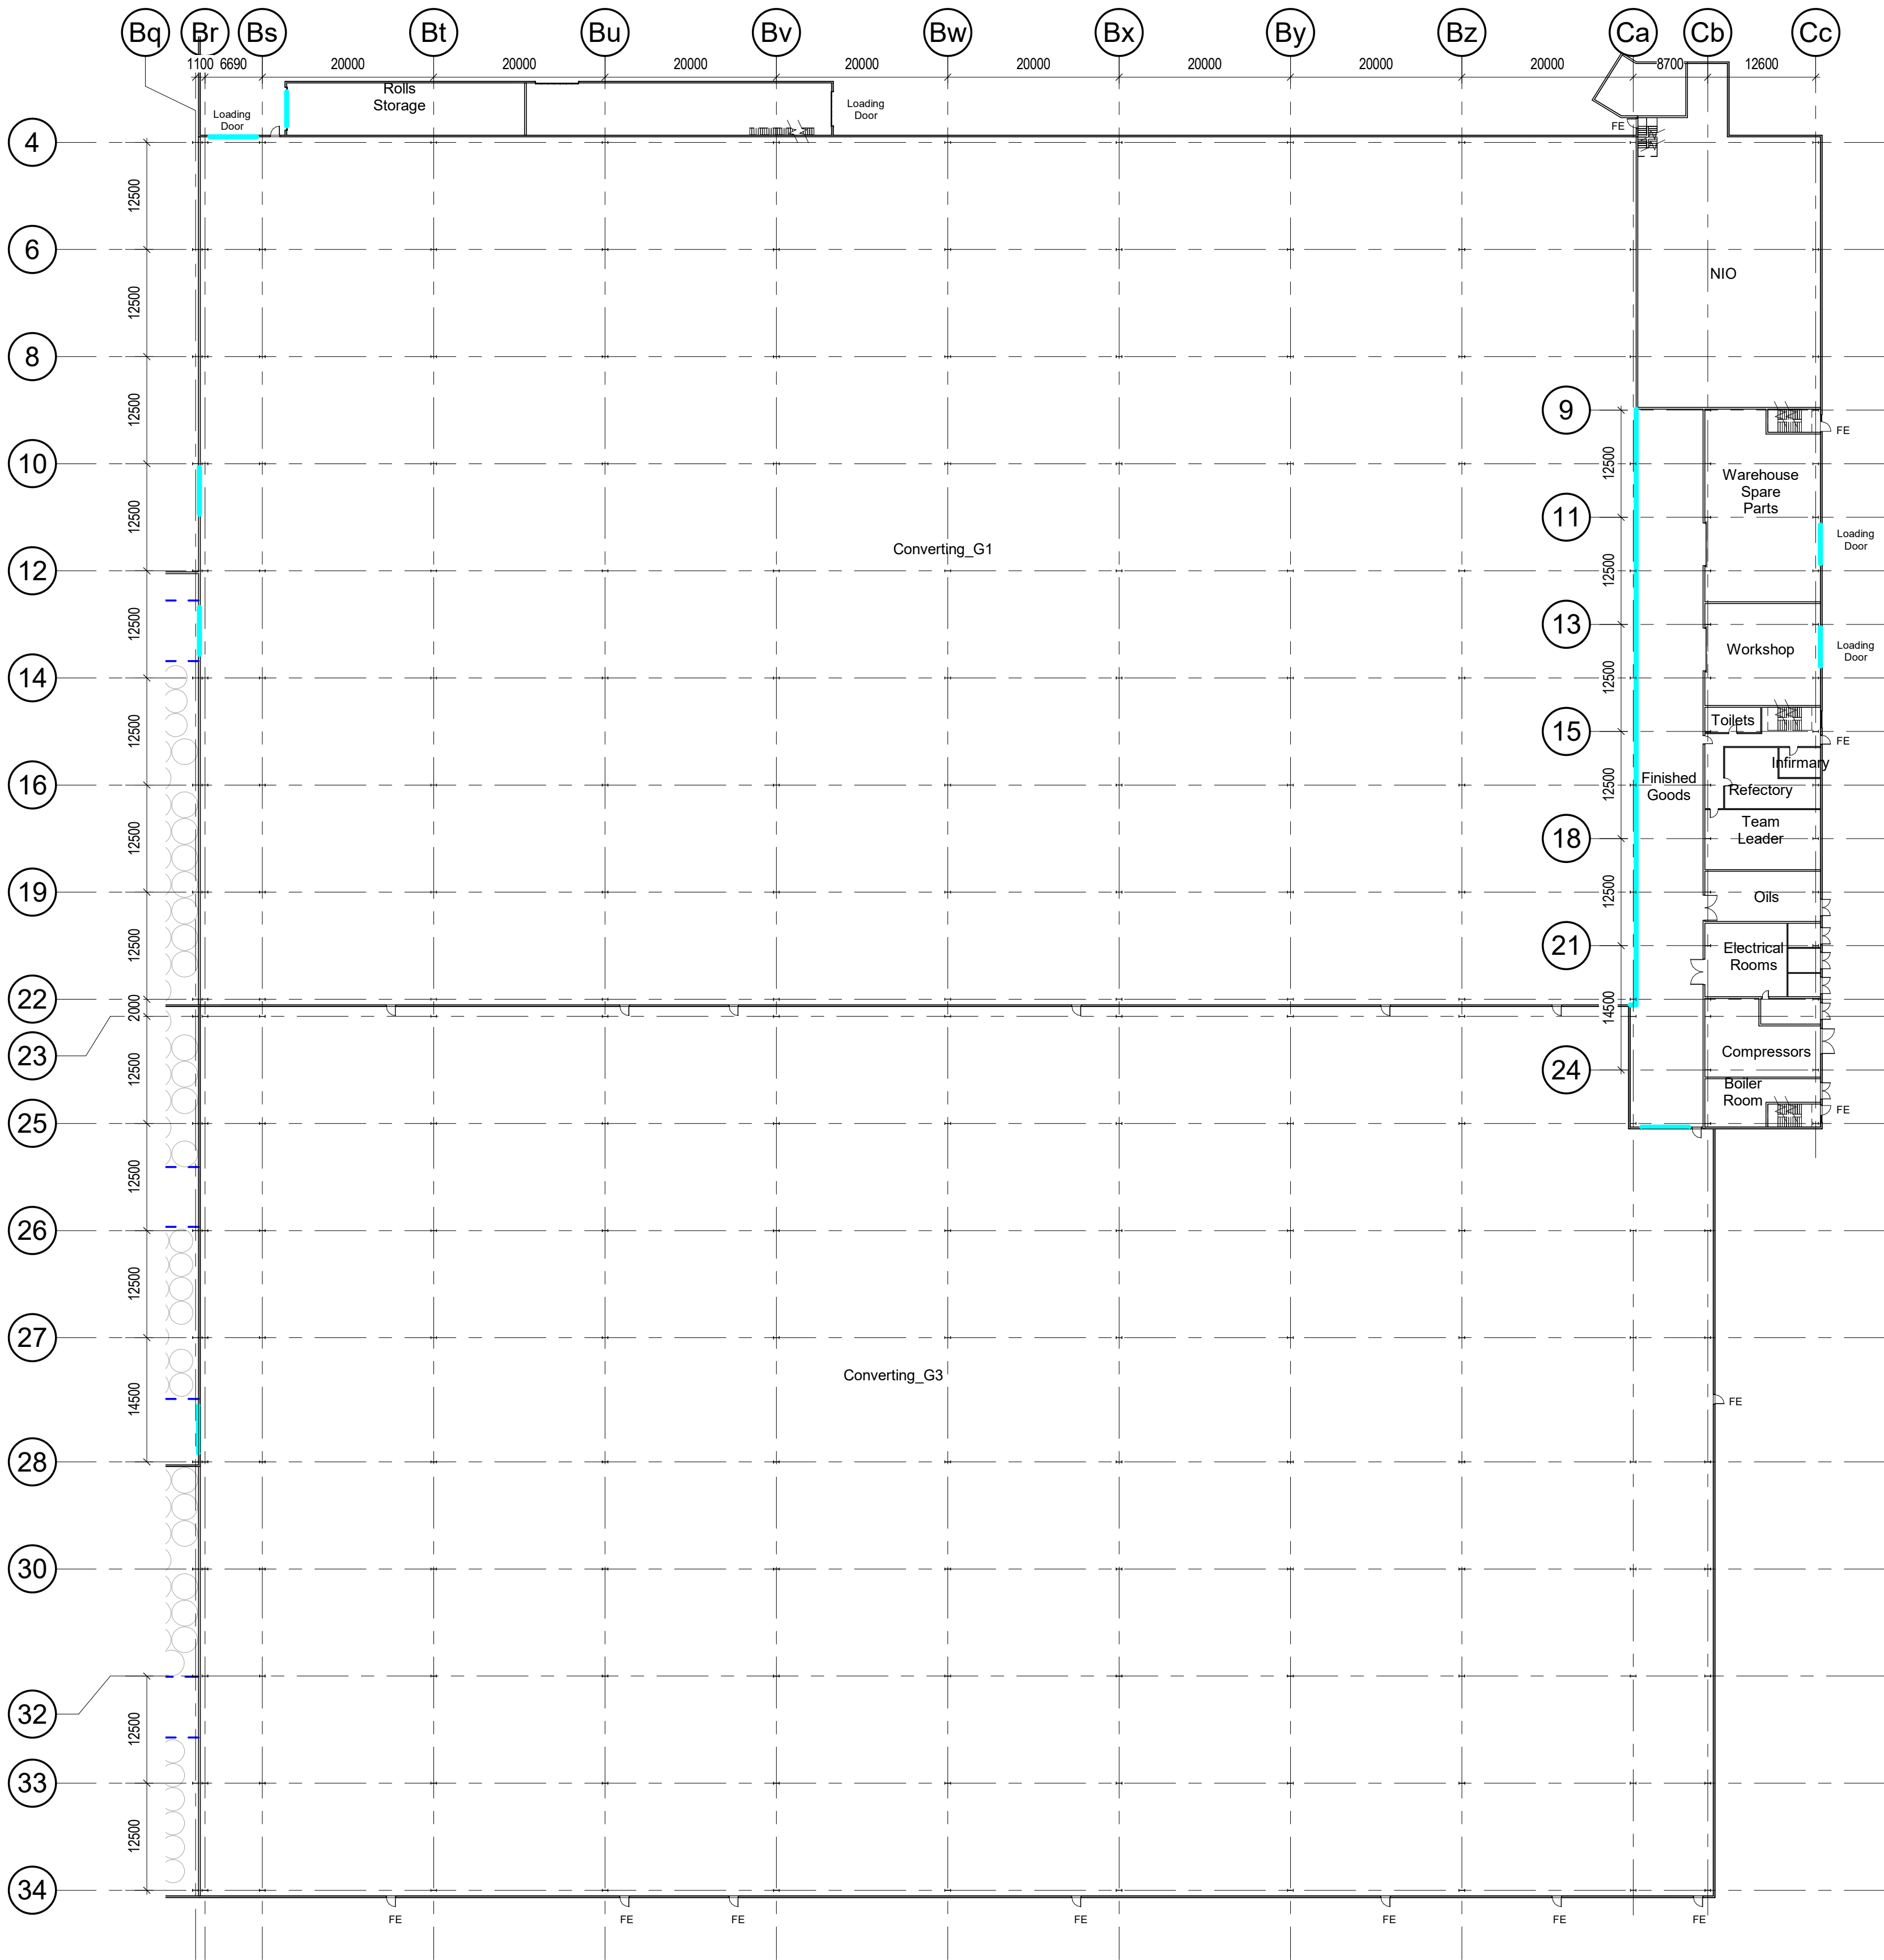 Bq Br Bs Bt Bu Bv Bw Bx By Bz Ca Cb Cc
1100 6690 20000 20000 20000 20000 20000 20000 20000 20000 8700 12600
Rolls
Storage
Loading
Door
Loading
Door
FE
4
12500
6
NIO
12500
8
12500
9
FE
10
12500
Warehouse
Spare
Parts
12500
11
Loading
Door
Converting_G1
12
12500
12500
13
Workshop
Loading
Door
14
12500
12500
Toilets
15
FE
Infirmary
16
12500
Finished
Goods
Refectory
12500
Team
Leader
18
19
12500
Oils
12500
21
Electrical
Rooms
22
2000
14500
23
12500
Compressors
24
Boiler
Room
FE
25
12500
26
12500
27
Converting_G3
14500
FE
28
30
32
12500
33
12500
34
FE FE FE FE FE FE FE